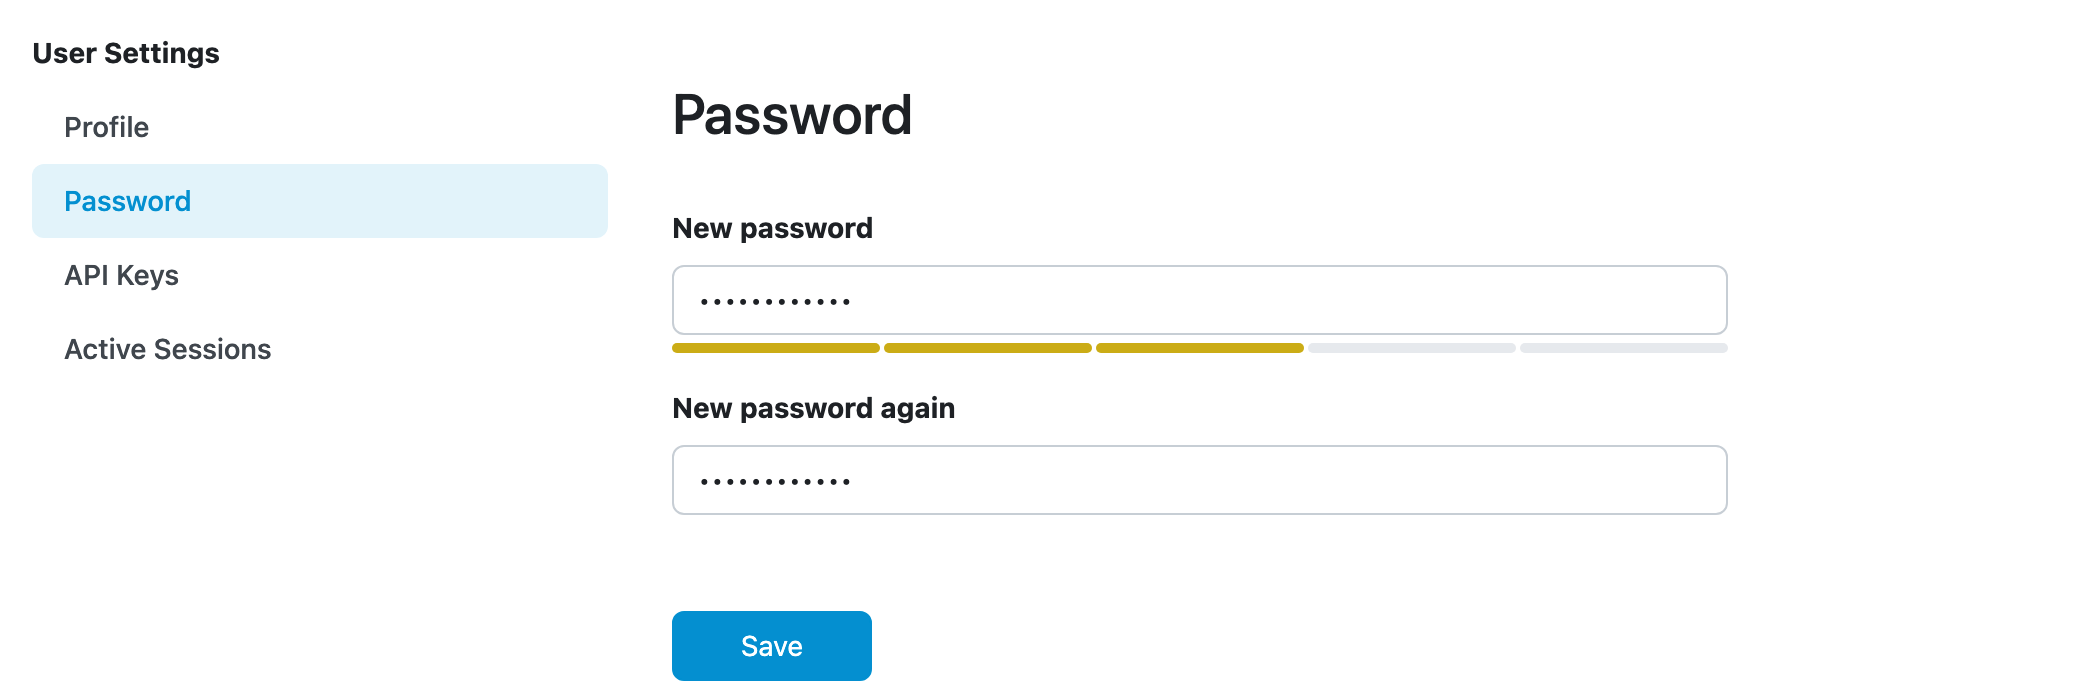 User Settings
Profile
Password
API Keys
Active Sessions
Password
New password
••••••••••••
New password again
••••••••••••
Save